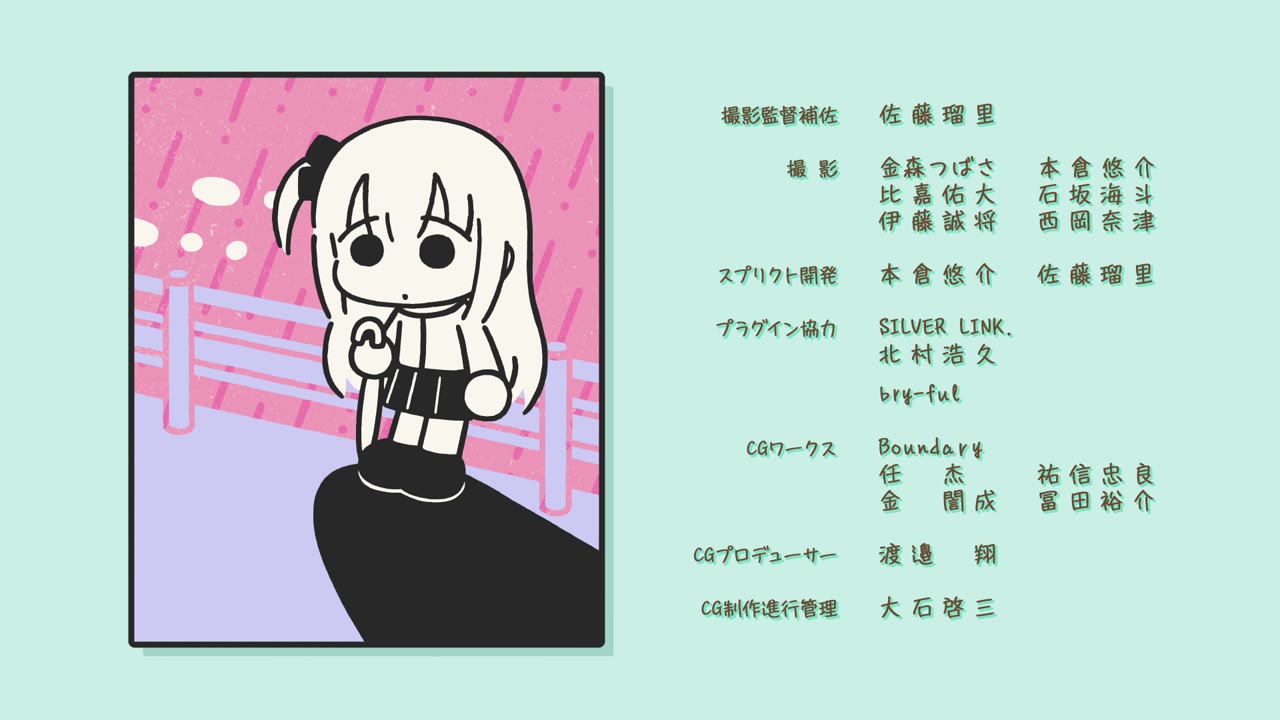 撮影監督補佐 佐藤瑠里
撮影 金森つばさ 本倉悠介
比嘉佑大 石坂海斗
伊藤誠将 西岡奈津
スプリクト開発 本倉悠介 佐藤瑠里
プラグイン協力 SILVER LINK.
北村浩久
bry-ful
CGワークス Boundary
任 杰 祐信忠良
金 誾成 冨田裕介
CGプロデューサー 渡邉 翔
CG制作進行管理 大石啓三